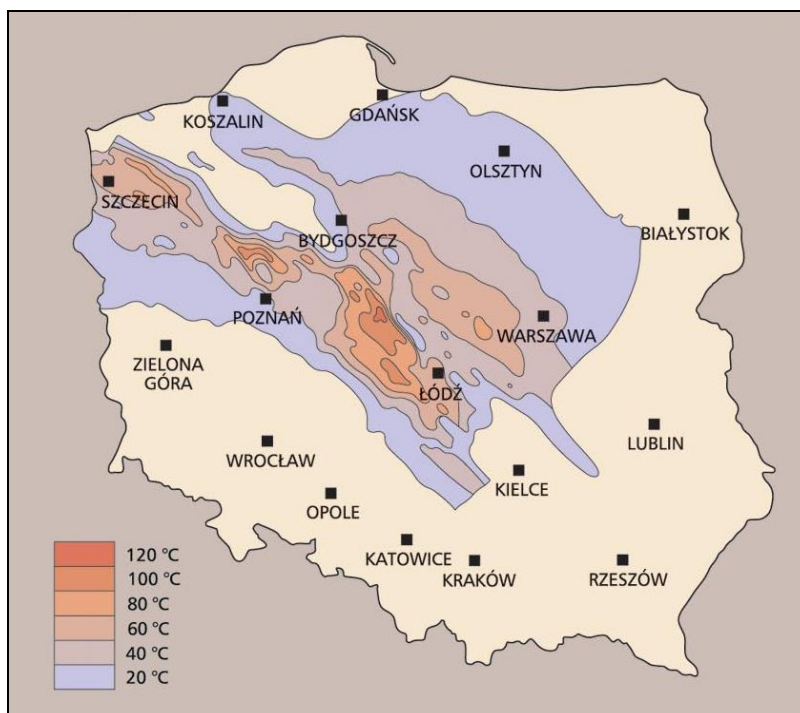 KOSZALIN
GDAŃSK
OLSZTYN
SZCZECIN
BIAŁYSTOK
BYDGOSZCZ
POZNAŃ
WARSZAWA
ZIELONA
GÓRA
ŁÓDŹ
LUBLIN
WROCŁAW
KIELCE
OPOLE
KATOWICE
KRAKÓW
RZESZÓW
120 °C
100 °C
80 °C
60 °C
40 °C
20 °C